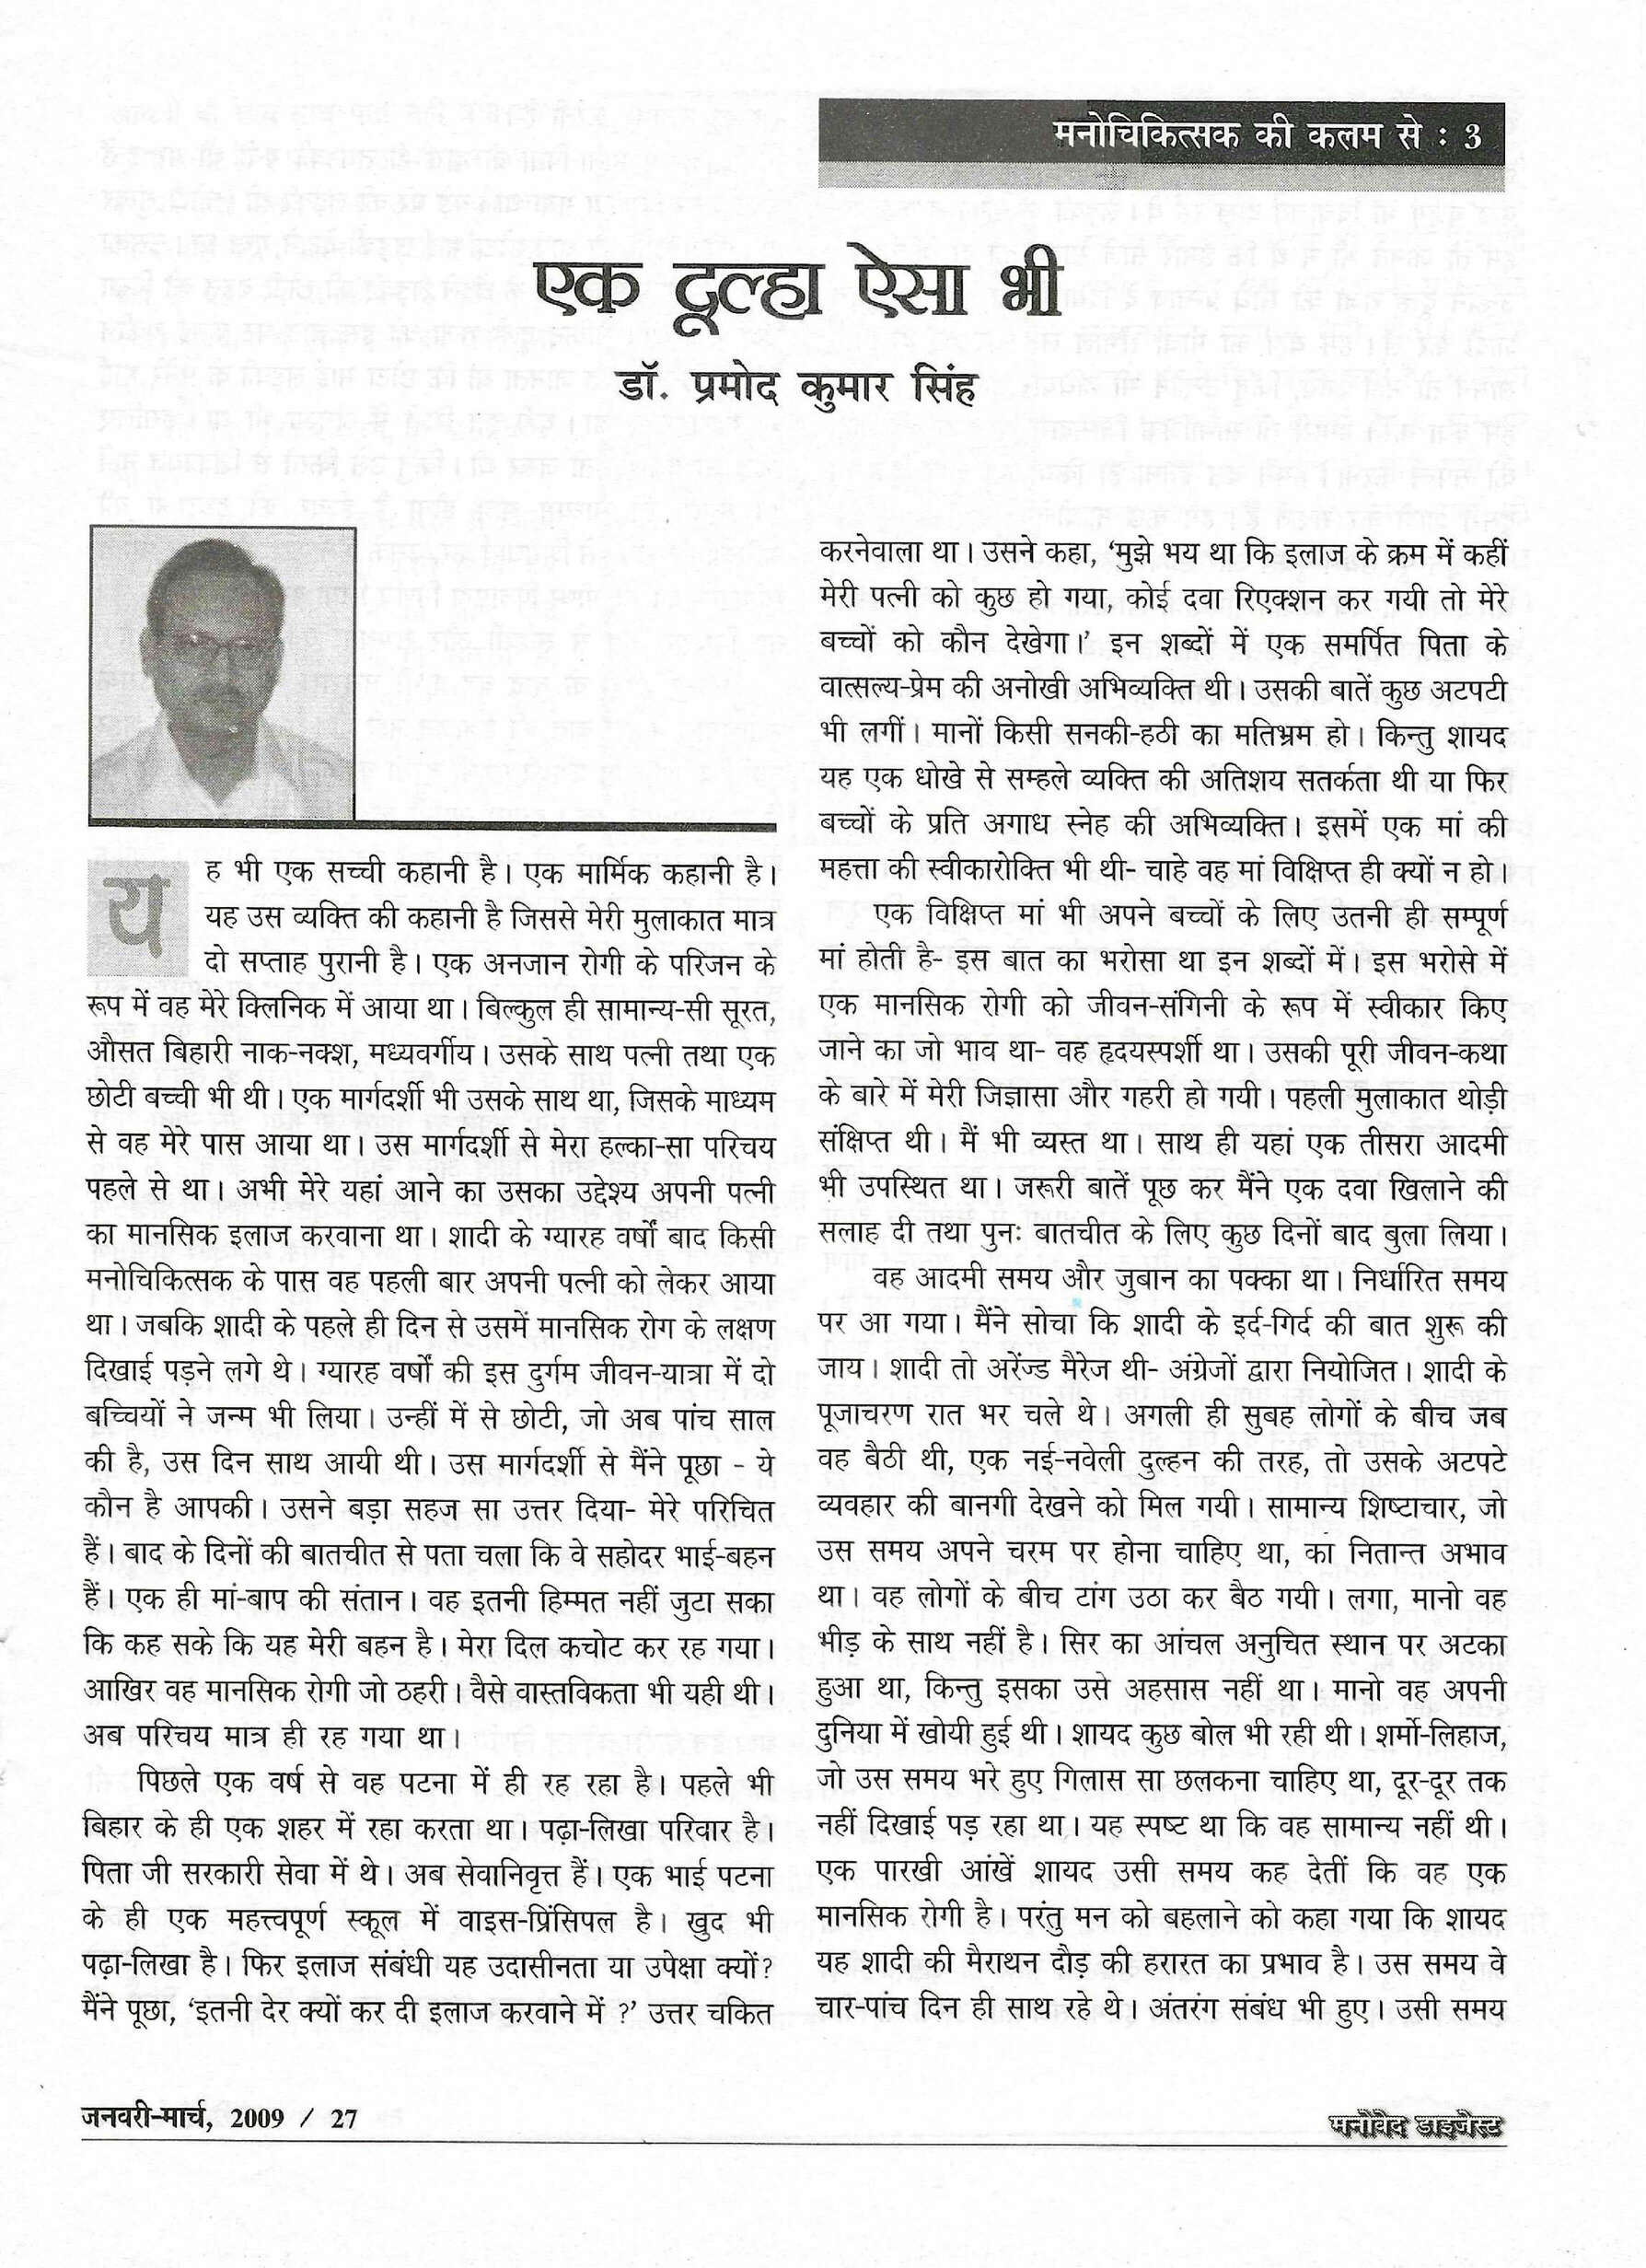 मनोचिकित्सक की कलम से : 3
एक दूल्हा ऐसा भी
डॉ. प्रमोद कुमार सिंह
यह भी एक सच्ची कहानी है। एक मार्मिक कहानी है।
यह उस व्यक्ति की कहानी है जिससे मेरी मुलाकात मात्र
दो सप्ताह पुरानी है। एक अनजान रोगी के परिजन के
रूप में वह मेरे क्लिनिक में आया था। बिल्कुल ही सामान्य-सी सूरत,
औसत बिहारी नाक-नक्श, मध्यवर्गीय। उसके साथ पत्नी तथा एक
छोटी बच्ची भी थी। एक मार्गदर्शी भी उसके साथ था, जिसके माध्यम
से वह मेरे पास आया था। उस मार्गदर्शी से मेरा हल्का-सा परिचय
पहले से था। अभी मेरे यहां आने का उसका उद्देश्य अपनी पत्नी
का मानसिक इलाज करवाना था। शादी के ग्यारह वर्षों बाद किसी
मनोचिकित्सक के पास वह पहली बार अपनी पत्नी को लेकर आया
था। जबकि शादी के पहले ही दिन से उसमें मानसिक रोग के लक्षण
दिखाई पड़ने लगे थे। ग्यारह वर्षों की इस दुर्गम जीवन-यात्रा में दो
बच्चियों ने जन्म भी लिया। उन्हीं में से छोटी, जो अब पांच साल
की है, उस दिन साथ आयी थी। उस मार्गदर्शी से मैंने पूछा - ये
कौन है आपकी। उसने बड़ा सहज सा उत्तर दिया- मेरे परिचित
हैं। बाद के दिनों की बातचीत से पता चला कि वे सहोदर भाई-बहन
हैं। एक ही मां-बाप की संतान। वह इतनी हिम्मत नहीं जुटा सका
कि कह सके कि यह मेरी बहन है। मेरा दिल कचोट कर रह गया।
आखिर वह मानसिक रोगी जो ठहरी। वैसे वास्तविकता भी यही थी।
अब परिचय मात्र ही रह गया था।
पिछले एक वर्ष से वह पटना में ही रह रहा है। पहले भी
बिहार के ही एक शहर में रहा करता था। पढ़ा-लिखा परिवार है।
पिता जी सरकारी सेवा में थे। अब सेवानिवृत्त हैं। एक भाई पटना
के ही एक महत्त्वपूर्ण स्कूल में वाइस-प्रिंसिपल है। खुद भी
पढ़ा-लिखा है। फिर इलाज संबंधी यह उदासीनता या उपेक्षा क्यों?
मैंने पूछा, ‘इतनी देर क्यों कर दी इलाज करवाने में ?’ उत्तर चकित
करनेवाला था। उसने कहा, ‘मुझे भय था कि इलाज के क्रम में कहीं
मेरी पत्नी को कुछ हो गया, कोई दवा रिएक्शन कर गयी तो मेरे
बच्चों को कौन देखेगा।’ इन शब्दों में एक समर्पित पिता के
वात्सल्य-प्रेम की अनोखी अभिव्यक्ति थी। उसकी बातें कुछ अटपटी
भी लगीं। मानों किसी सनकी-हठी का मतिभ्रम हो। किन्तु शायद
यह एक धोखे से सम्हले व्यक्ति की अतिशय सतर्कता थी या फिर
बच्चों के प्रति अगाध स्नेह की अभिव्यक्ति। इसमें एक मां की
महत्ता की स्वीकारोक्ति भी थी- चाहे वह मां विक्षिप्त ही क्यों न हो।
एक विक्षिप्त मां भी अपने बच्चों के लिए उतनी ही सम्पूर्ण
मां होती है- इस बात का भरोसा था इन शब्दों में। इस भरोसे में
एक मानसिक रोगी को जीवन-संगिनी के रूप में स्वीकार किए
जाने का जो भाव था- वह हृदयस्पर्शी था। उसकी पूरी जीवन-कथा
के बारे में मेरी जिज्ञासा और गहरी हो गयी। पहली मुलाकात थोड़ी
संक्षिप्त थी। मैं भी व्यस्त था। साथ ही यहां एक तीसरा आदमी
भी उपस्थित था। जरूरी बातें पूछ कर मैंने एक दवा खिलाने की
सलाह दी तथा पुनः बातचीत के लिए कुछ दिनों बाद बुला लिया।
वह आदमी समय और जुबान का पक्का था। निर्धारित समय
पर आ गया। मैंने सोचा कि शादी के इर्द-गिर्द की बात शुरू की
जाय। शादी तो अरेंज्ड मैरेज थी- अंग्रेजों द्वारा नियोजित। शादी के
पूजाचरण रात भर चले थे। अगली ही सुबह लोगों के बीच जब
वह बैठी थी, एक नई-नवेली दुल्हन की तरह, तो उसके अटपटे
व्यवहार की बानगी देखने को मिल गयी। सामान्य शिष्टाचार, जो
उस समय अपने चरम पर होना चाहिए था, का नितान्त अभाव
था। वह लोगों के बीच टांग उठा कर बैठ गयी। लगा, मानो वह
भीड़ के साथ नहीं है। सिर का आंचल अनुचित स्थान पर अटका
हुआ था, किन्तु इसका उसे अहसास नहीं था। मानो वह अपनी
दुनिया में खोयी हुई थी। शायद कुछ बोल भी रही थी। शर्मो-लिहाज,
जो उस समय भरे हुए गिलास सा छलकना चाहिए था, दूर-दूर तक
नहीं दिखाई पड़ रहा था। यह स्पष्ट था कि वह सामान्य नहीं थी।
एक पारखी आंखें शायद उसी समय कह देतीं कि वह एक
मानसिक रोगी है। परंतु मन को बहलाने को कहा गया कि शायद
यह शादी की मैराथन दौड़ की हरारत का प्रभाव है। उस समय वे
चार-पांच दिन ही साथ रहे थे। अंतरंग संबंध भी हुए। उसी समय
जनवरी-मार्च, 2009 / 27
मनोवेद डाइजेस्ट